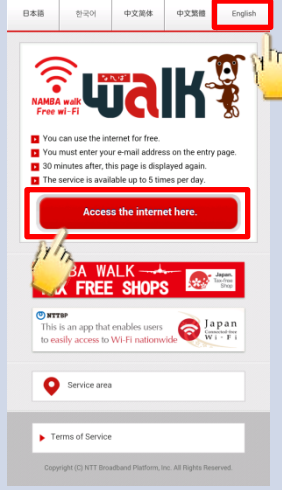 日本語 한국어 中文简体 中文繁體 English
NAMBA walk
Free wi-Fi
なんば
walk
You can use the internet for free.
You must enter your e-mail address on the entry page.
30 minutes after, this page is displayed again.
The service is available up to 5 times per day.
Access the internet here.
BA WALK
FREE SHOPS
Japan.
Tax-free
Shop
NTTBP
This is an app that enables users
to easily access to Wi-Fi nationwide
Japan
Connected-free
Wi-Fi
Service area
Terms of Service
Copyright (C) NTT Broadband Platform, Inc. All Rights Reserved.